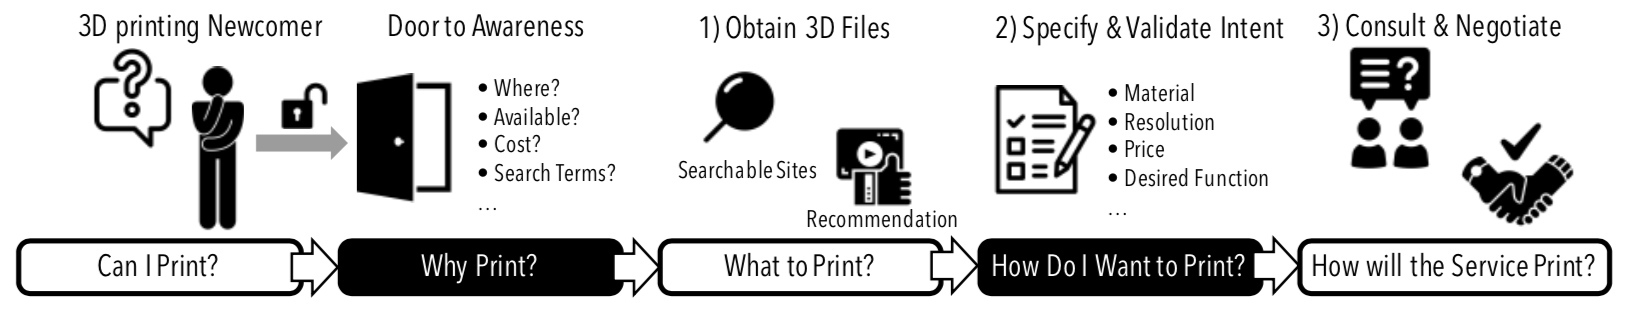 3D printing Newcomer
Door to Awareness
• Where?
• Available?
• Cost?
• Search Terms?
...
1) Obtain 3D Files
Searchable Sites
Recommendation
2) Specify & Validate Intent
• Material
• Resolution
• Price
• Desired Function
...
3) Consult & Negotiate
?
?
Can I Print?
Why Print?
What to Print?
How Do I Want to Print?
How will the Service Print?